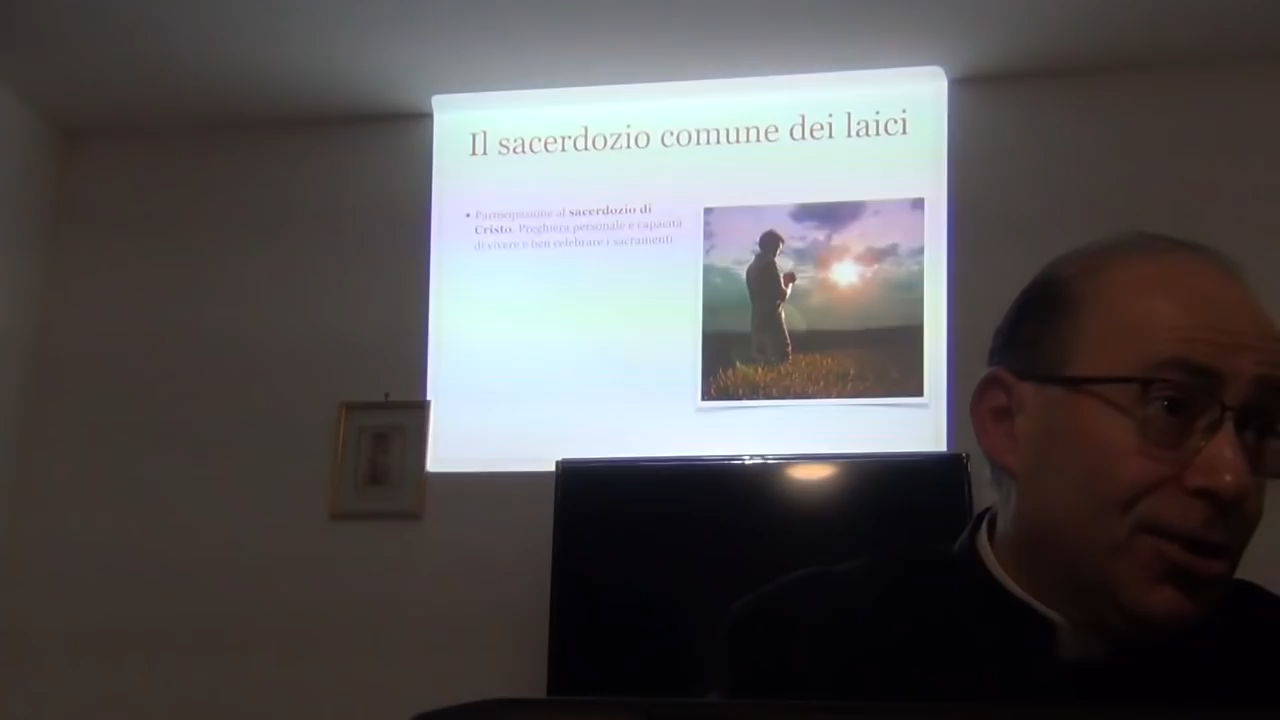 Il sacerdozio comune dei laici
• Partecipazione al sacerdozio di
Cristo. Preghiera personale e capacità
di vivere e ben celebrare i sacramenti